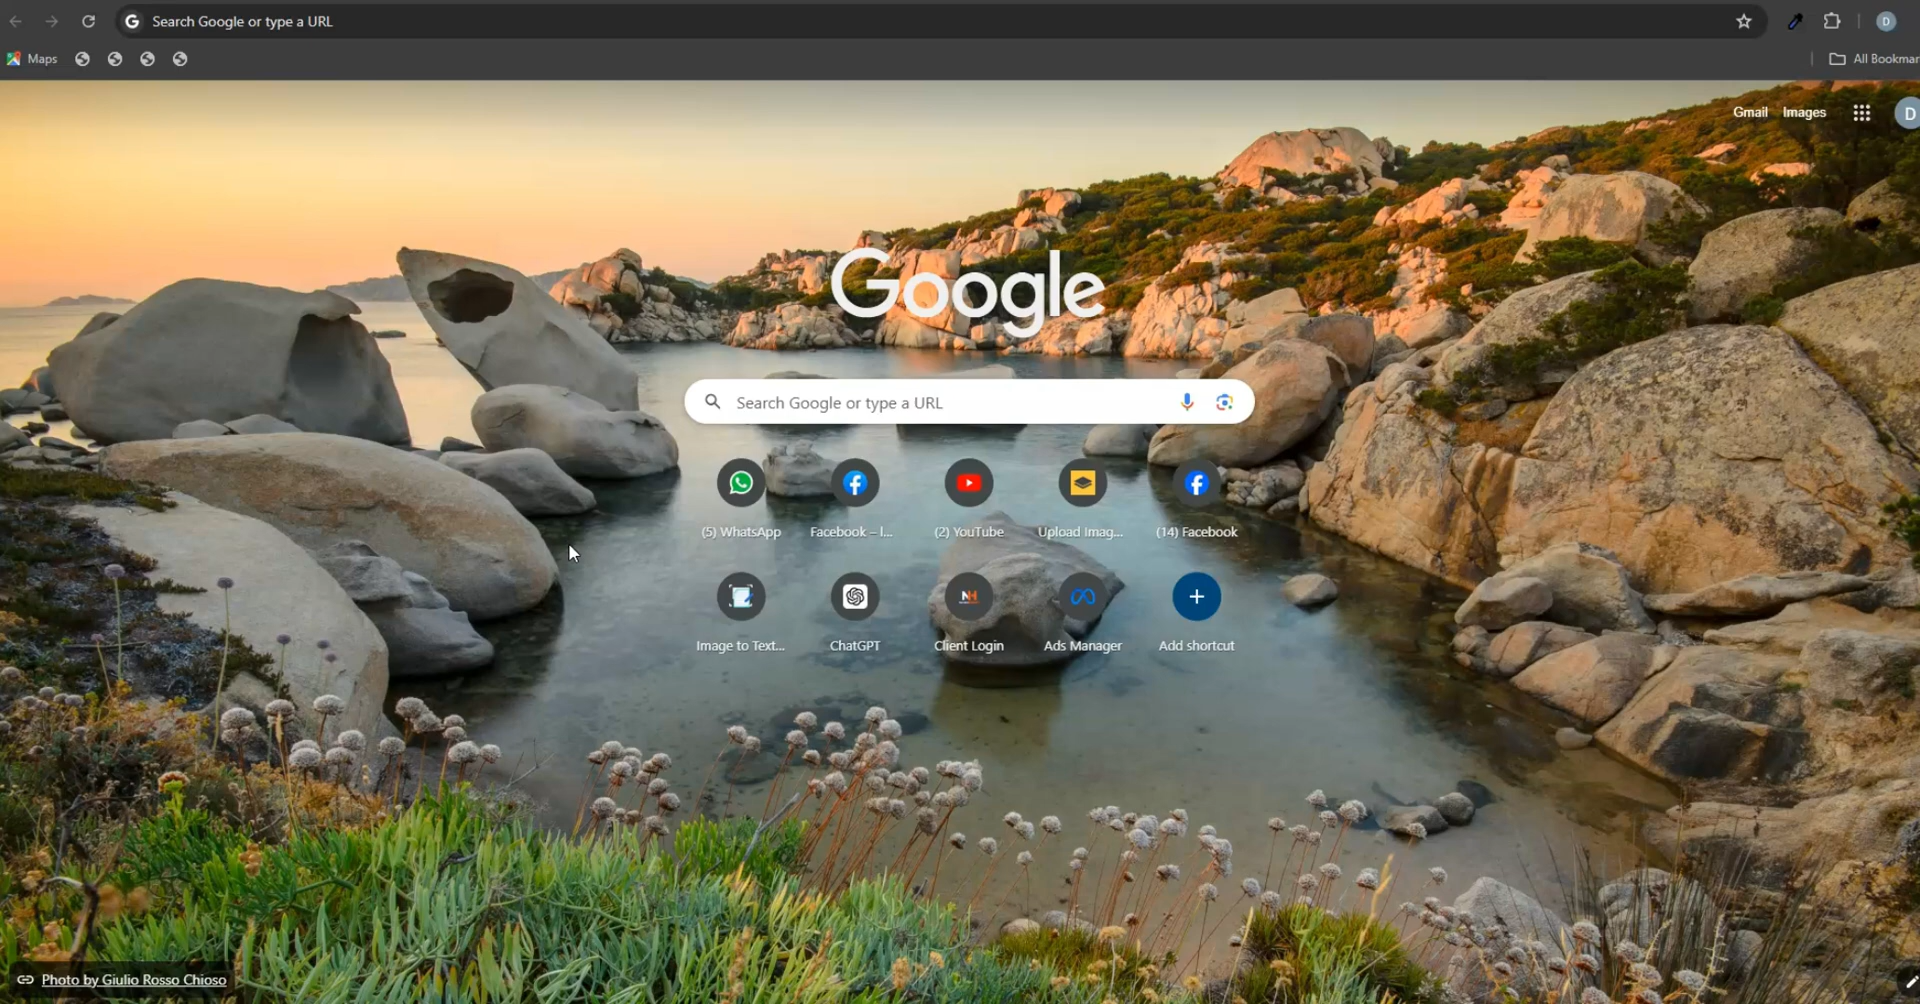 Search Google or type a URL
D
Maps
All Bookmar
Gmail Images
D
Google
Search Google or type a URL
(5) WhatsApp Facebook – l... (2) YouTube Upload Imag... (14) Facebook
NH
Image to Text... ChatGPT Client Login Ads Manager Add shortcut
Photo by Giulio Rosso Chioso